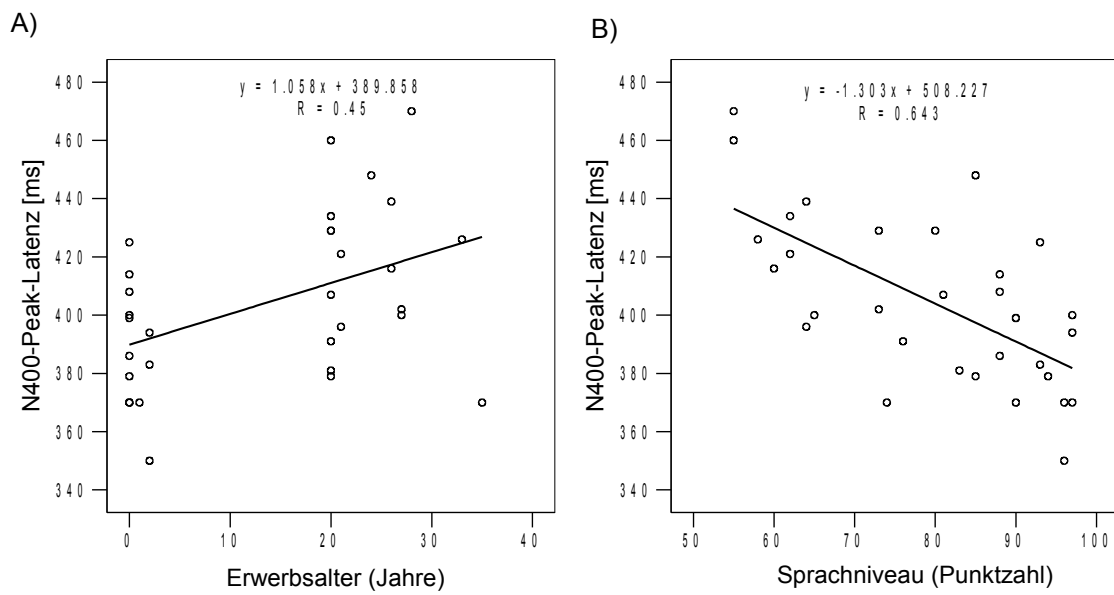 A)
y = 1.058x + 389.858
R = 0.45
N400-Peak-Latenz [ms]
480
460
440
420
400
380
360
340
0 10 20 30 40
Erwerbsalter (Jahre)
B)
y = -1.303x + 508.227
R = 0.643
N400-Peak-Latenz [ms]
480
460
440
420
400
380
360
340
50 60 70 80 90 100
Sprachniveau (Punktzahl)